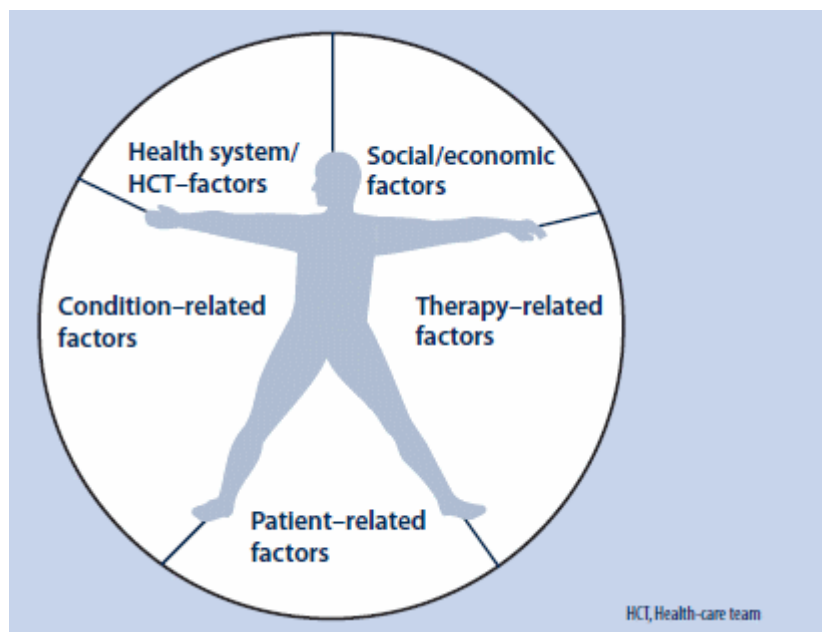 Health system/
HCT–factors
Social/economic
factors
Condition–related
factors
Therapy–related
factors
Patient–related
factors
HCT, Health-care team